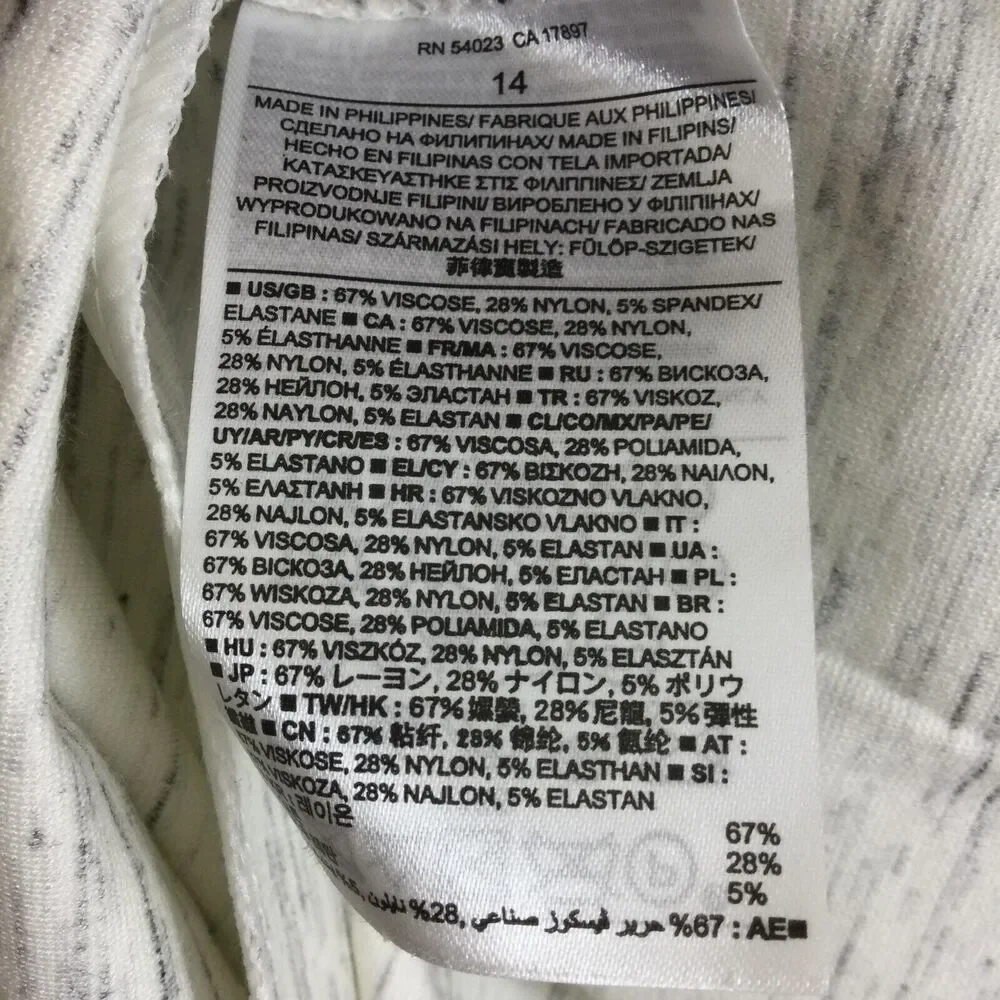 RN 54023 CA 17897
14
MADE IN PHILIPPINES/ FABRIQUE AUX PHILIPPINES/
СДЕЛАНО НА ФИЛИПИНАХ/ MADE IN FILIPINS/
HECHO EN FILIPINAS CON TELA IMPORTADA/
ΚΑΤΑΣΚΕΥΑΣΤΗΚΕ ΣΤΙΣ ΦΙΛΙΠΠΙΝΕΣ/ ZEMLJA
PROIZVODNJE FILIPINI/ ВИРОБЛЕНО У ФІЛІПІНАХ/
WYPRODUKOWANO NA FILIPINACH/ FABRICADO NAS
FILIPINAS/ SZÁRMAZÁSI HELY: FÜLÖP-SZIGETEK/
菲律賓製造
■ US/GB : 67% VISCOSE, 28% NYLON, 5% SPANDEX/
ELASTANE ■ CA : 67% VISCOSE, 28% NYLON,
5% ÉLASTHANNE ■ FR/MA : 67% VISCOSE,
28% NYLON, 5% ÉLASTHANNE ■ RU : 67% ВИСКОЗА,
28% НЕЙЛОН, 5% ЭЛАСТАН ■ TR : 67% VISKOZ,
28% NAYLON, 5% ELASTAN ■ CL/CO/MX/PA/PE/
UY/AR/PY/CR/ES : 67% VISCOSA, 28% POLIAMIDA,
5% ELASTANO ■ EL/CY : 67% ΒΙΣΚΟΖΗ, 28% ΝΑΙΛΟΝ,
5% ΕΛΑΣΤΑΝΗ ■ HR : 67% VISKOZNO VLAKNO,
28% NAJLON, 5% ELASTANSKO VLAKNO ■ IT :
67% VISCOSA, 28% NYLON, 5% ELASTAN ■ UA :
67% ВІСКОЗА, 28% НЕЙЛОН, 5% ЕЛАСТАН ■ PL :
67% WISKOZA, 28% NYLON, 5% ELASTAN ■ BR :
67% VISCOSE, 28% POLIAMIDA, 5% ELASTANO
■ HU : 67% VISZKÓZ, 28% NYLON, 5% ELASZTÁN
■ JP : 67% レーヨン, 28% ナイロン, 5% ポリウ
レタン ■ TW/HK : 67% 嫘縈, 28% 尼龍, 5% 彈性
■ CN : 67% 粘纤, 28% 锦纶, 5% 氨纶 ■ AT :
VISKOSE, 28% NYLON, 5% ELASTHAN ■ SI :
VISKOZA, 28% NAJLON, 5% ELASTAN
레이온
67%
28%
5%
■AE : 67% حرير فيسكوز صناعي, 28% نايلون, 5%